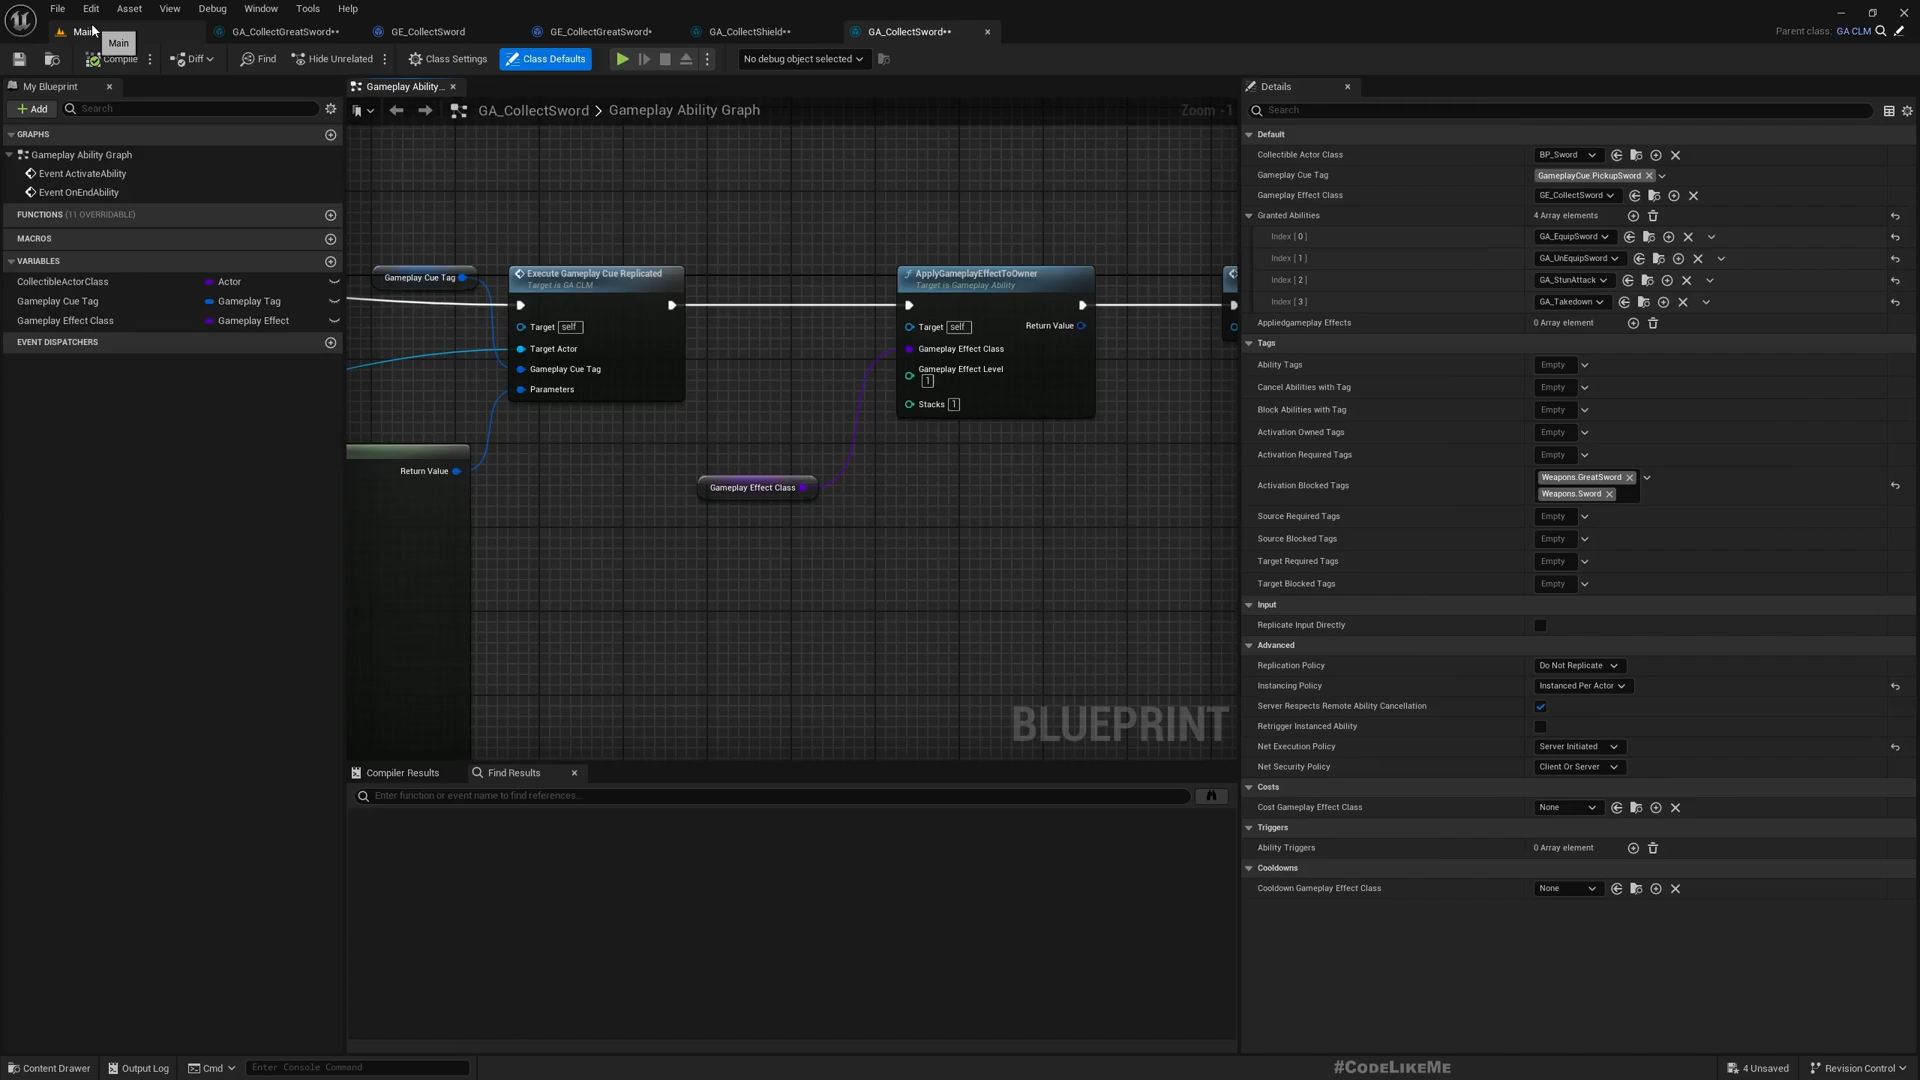 File Edit Asset View Debug Window Tools Help
Main GA_CollectGreatSword•• GE_CollectSword GE_CollectGreatSword• GA_CollectShield•• GA_CollectSword••
Parent class: GA CLM
Main
Compile Diff Find Hide Unrelated Class Settings Class Defaults No debug object selected
My Blueprint
Add Search
GRAPHS
Gameplay Ability Graph
Event ActivateAbility
Event OnEndAbility
FUNCTIONS (11 OVERRIDABLE)
MACROS
VARIABLES
CollectibleActorClass Actor
Gameplay Cue Tag Gameplay Tag
Gameplay Effect Class Gameplay Effect
EVENT DISPATCHERS
Gameplay Ability...
GA_CollectSword > Gameplay Ability Graph Zoom -1
Gameplay Cue Tag
Execute Gameplay Cue Replicated
Target is GA CLM
Target self
Target Actor
Gameplay Cue Tag
Parameters
Return Value
ApplyGameplayEffectToOwner
Target is Gameplay Ability
Target self Return Value
Gameplay Effect Class
Gameplay Effect Level
1
Stacks 1
Gameplay Effect Class
BLUEPRINT
Compiler Results Find Results
Enter function or event name to find references...
Details
Search
Default
Collectible Actor Class BP_Sword
Gameplay Cue Tag GameplayCue.PickupSword
Gameplay Effect Class GE_CollectSword
Granted Abilities 4 Array elements
Index [ 0 ] GA_EquipSword
Index [ 1 ] GA_UnEquipSword
Index [ 2 ] GA_StunAttack
Index [ 3 ] GA_Takedown
Appliedgameplay Effects 0 Array element
Tags
Ability Tags Empty
Cancel Abilities with Tag Empty
Block Abilities with Tag Empty
Activation Owned Tags Empty
Activation Required Tags Empty
Activation Blocked Tags Weapons.GreatSword
Weapons.Sword
Source Required Tags Empty
Source Blocked Tags Empty
Target Required Tags Empty
Target Blocked Tags Empty
Input
Replicate Input Directly
Advanced
Replication Policy Do Not Replicate
Instancing Policy Instanced Per Actor
Server Respects Remote Ability Cancellation
Retrigger Instanced Ability
Net Execution Policy Server Initiated
Net Security Policy Client Or Server
Costs
Cost Gameplay Effect Class None
Triggers
Ability Triggers 0 Array element
Cooldowns
Cooldown Gameplay Effect Class None
Content Drawer Output Log Cmd Enter Console Command #CODELIKEME 4 Unsaved Revision Control